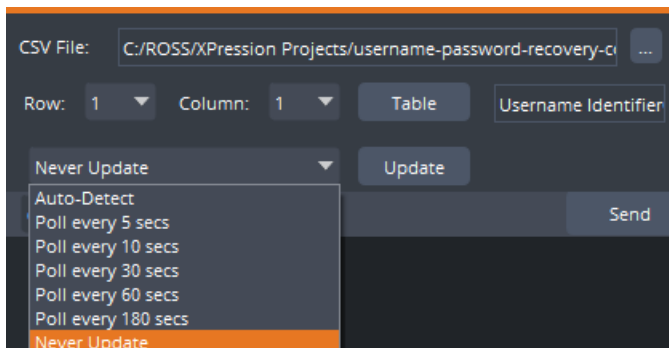 CSV File: C:/ROSS/XPression Projects/username-password-recovery-c ...
Row: 1 Column: 1 Table Username Identifier
Never Update Update
Auto-Detect
Poll every 5 secs Send
Poll every 10 secs
Poll every 30 secs
Poll every 60 secs
Poll every 180 secs
Never Update